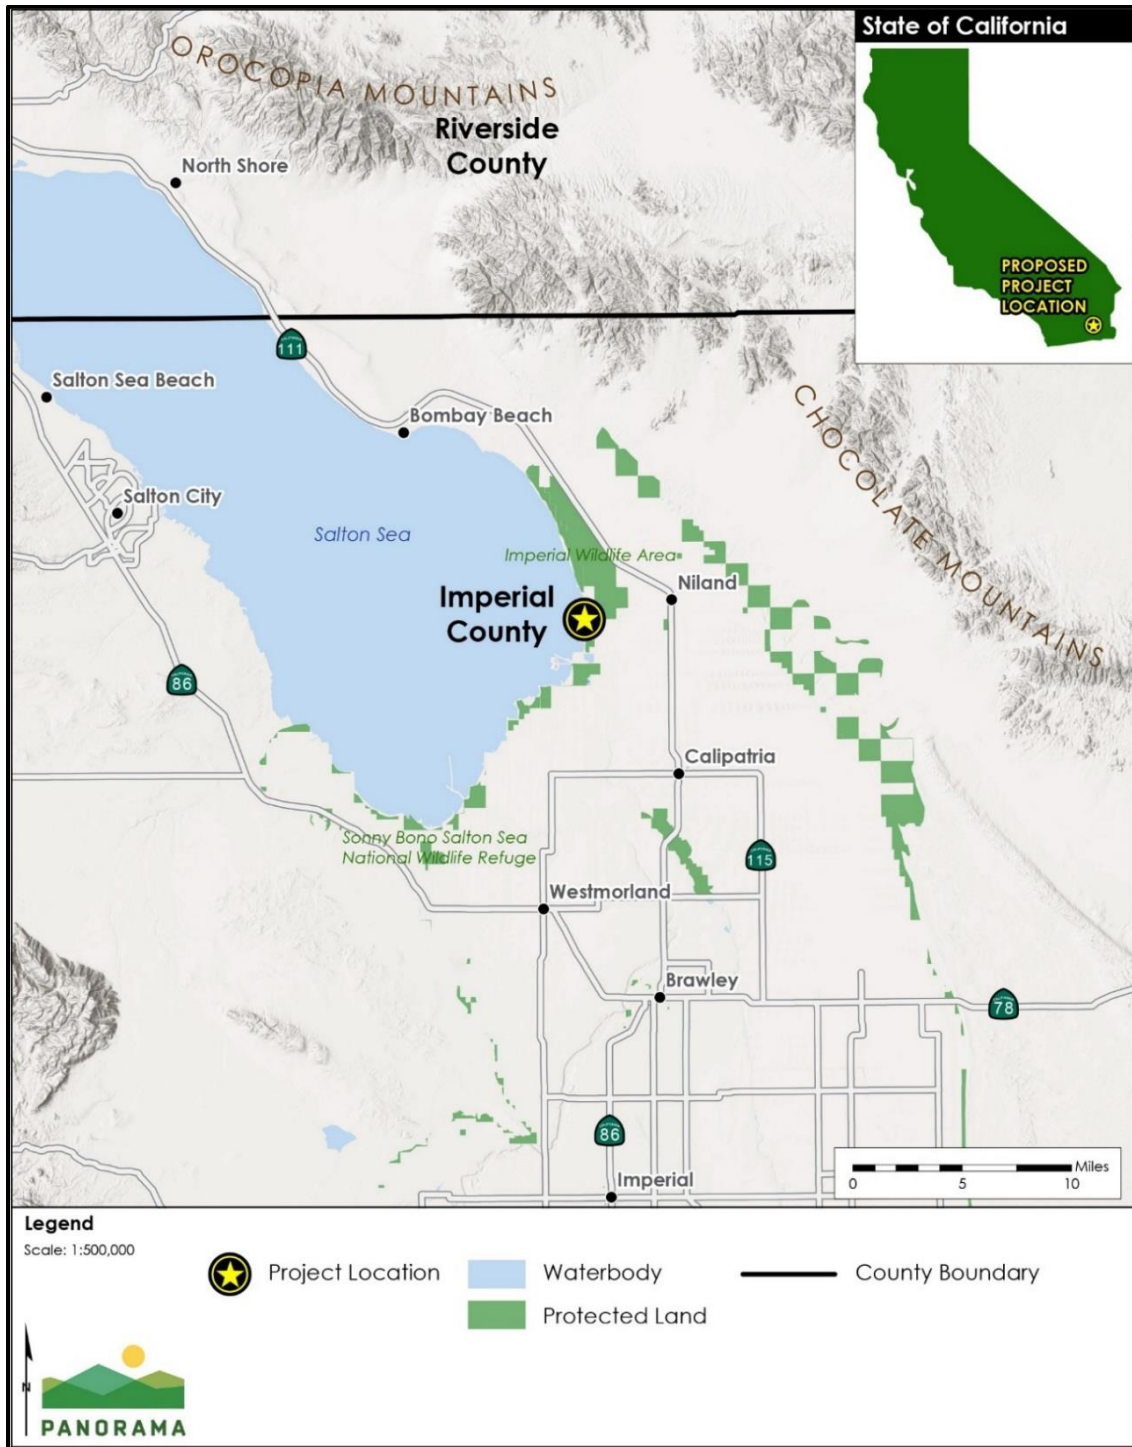 State of California
OROCOPIA MOUNTAINS
Riverside
County
North Shore
PROPOSED
PROJECT
LOCATION
111
Salton Sea Beach
Bombay Beach
CHOCOLATE MOUNTAINS
Salton City
Salton Sea
Imperial Wildlife Area
Niland
Imperial
County
86
Calipatria
Sonny Bono Salton Sea
National Wildlife Refuge
115
Westmorland
Brawley
78
86
Imperial
Miles
0 5 10
Legend
Scale: 1:500,000
Project Location
Waterbody
County Boundary
Protected Land
N
PANORAMA